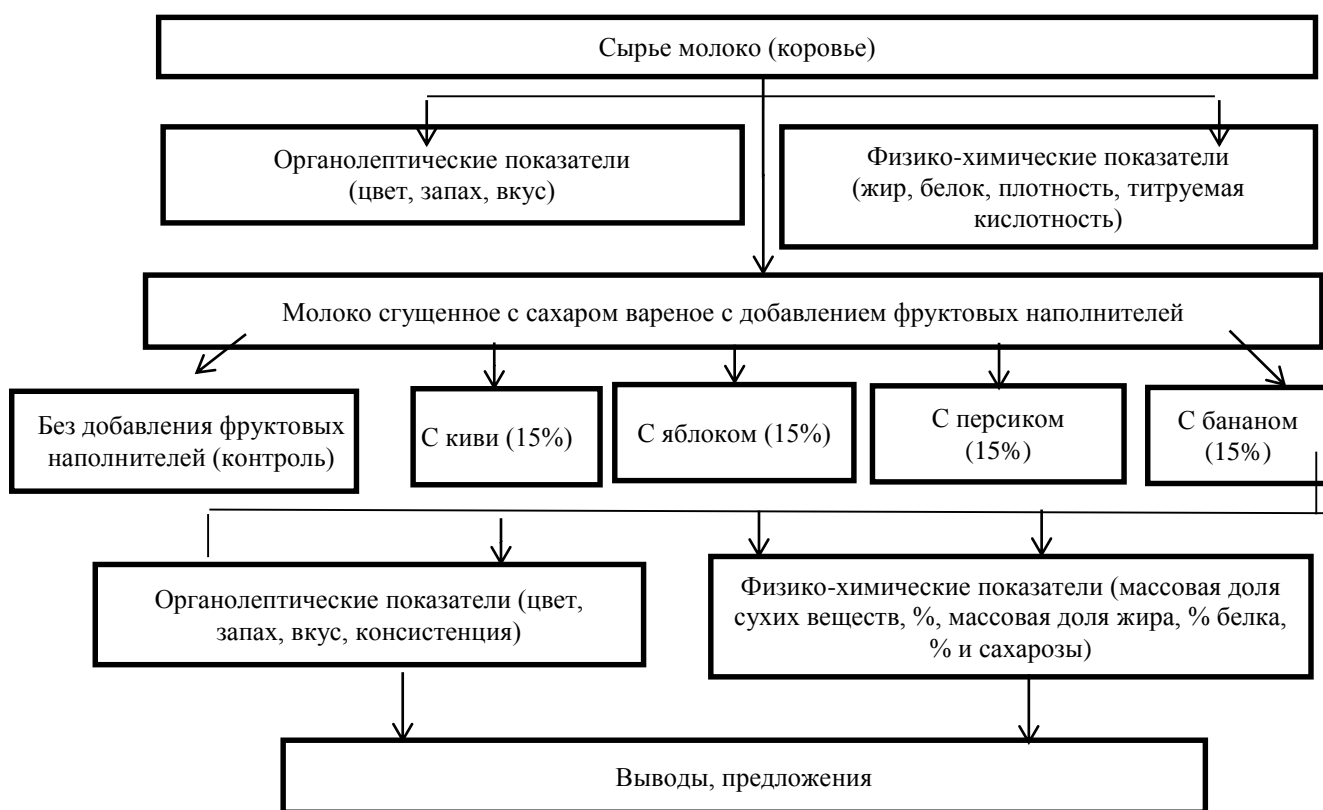 Сырье молоко (коровье)
Органолептические показатели
(цвет, запах, вкус)
Физико-химические показатели
(жир, белок, плотность, титруемая
кислотность)
Молоко сгущенное с сахаром вареное с добавлением фруктовых наполнителей
Без добавления фруктовых
наполнителей (контроль)
С киви (15%)
С яблоком (15%)
С персиком
(15%)
С бананом
(15%)
Органолептические показатели (цвет,
запах, вкус, консистенция)
Физико-химические показатели (массовая доля
сухих веществ, %, массовая доля жира, % белка,
% и сахарозы)
Выводы, предложения